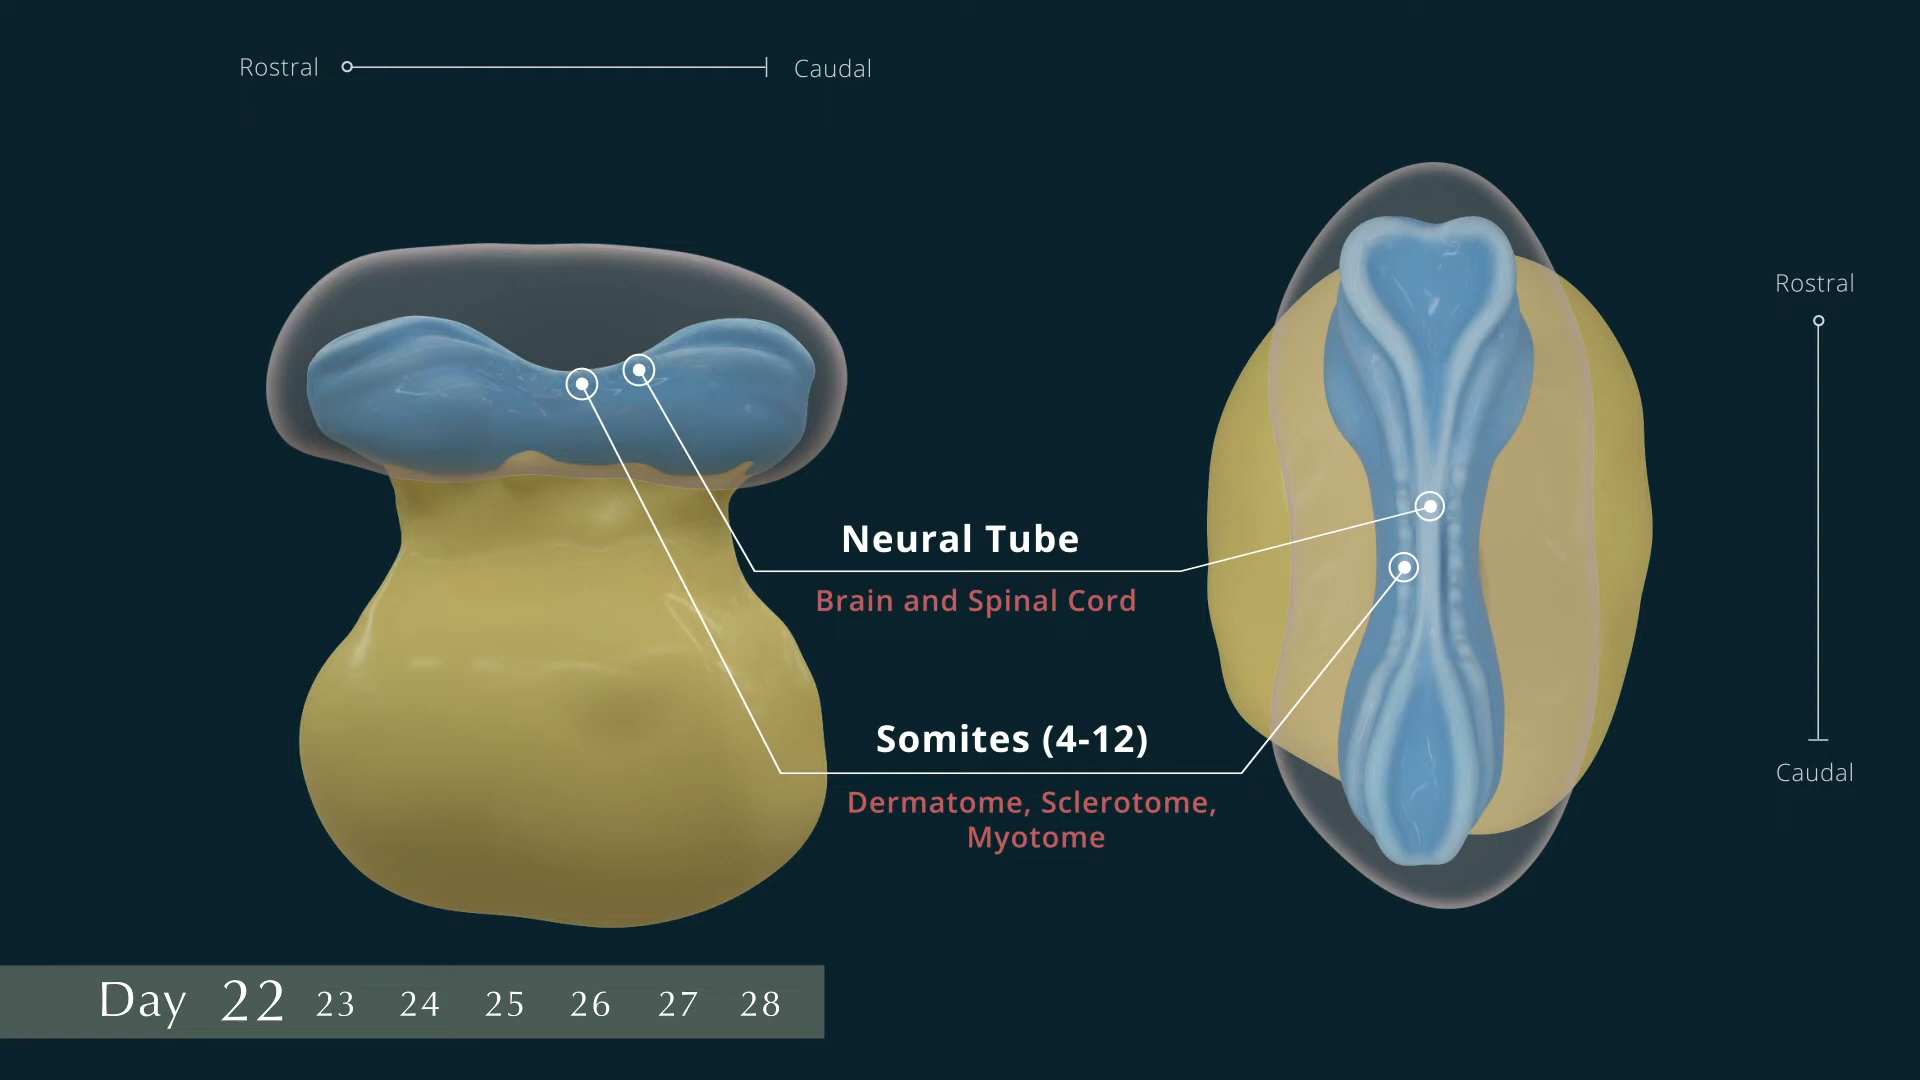 Rostral
Caudal
Rostral
Neural Tube
Brain and Spinal Cord
Somites (4-12)
Dermatome, Sclerotome,
Myotome
Caudal
Day 22 23 24 25 26 27 28